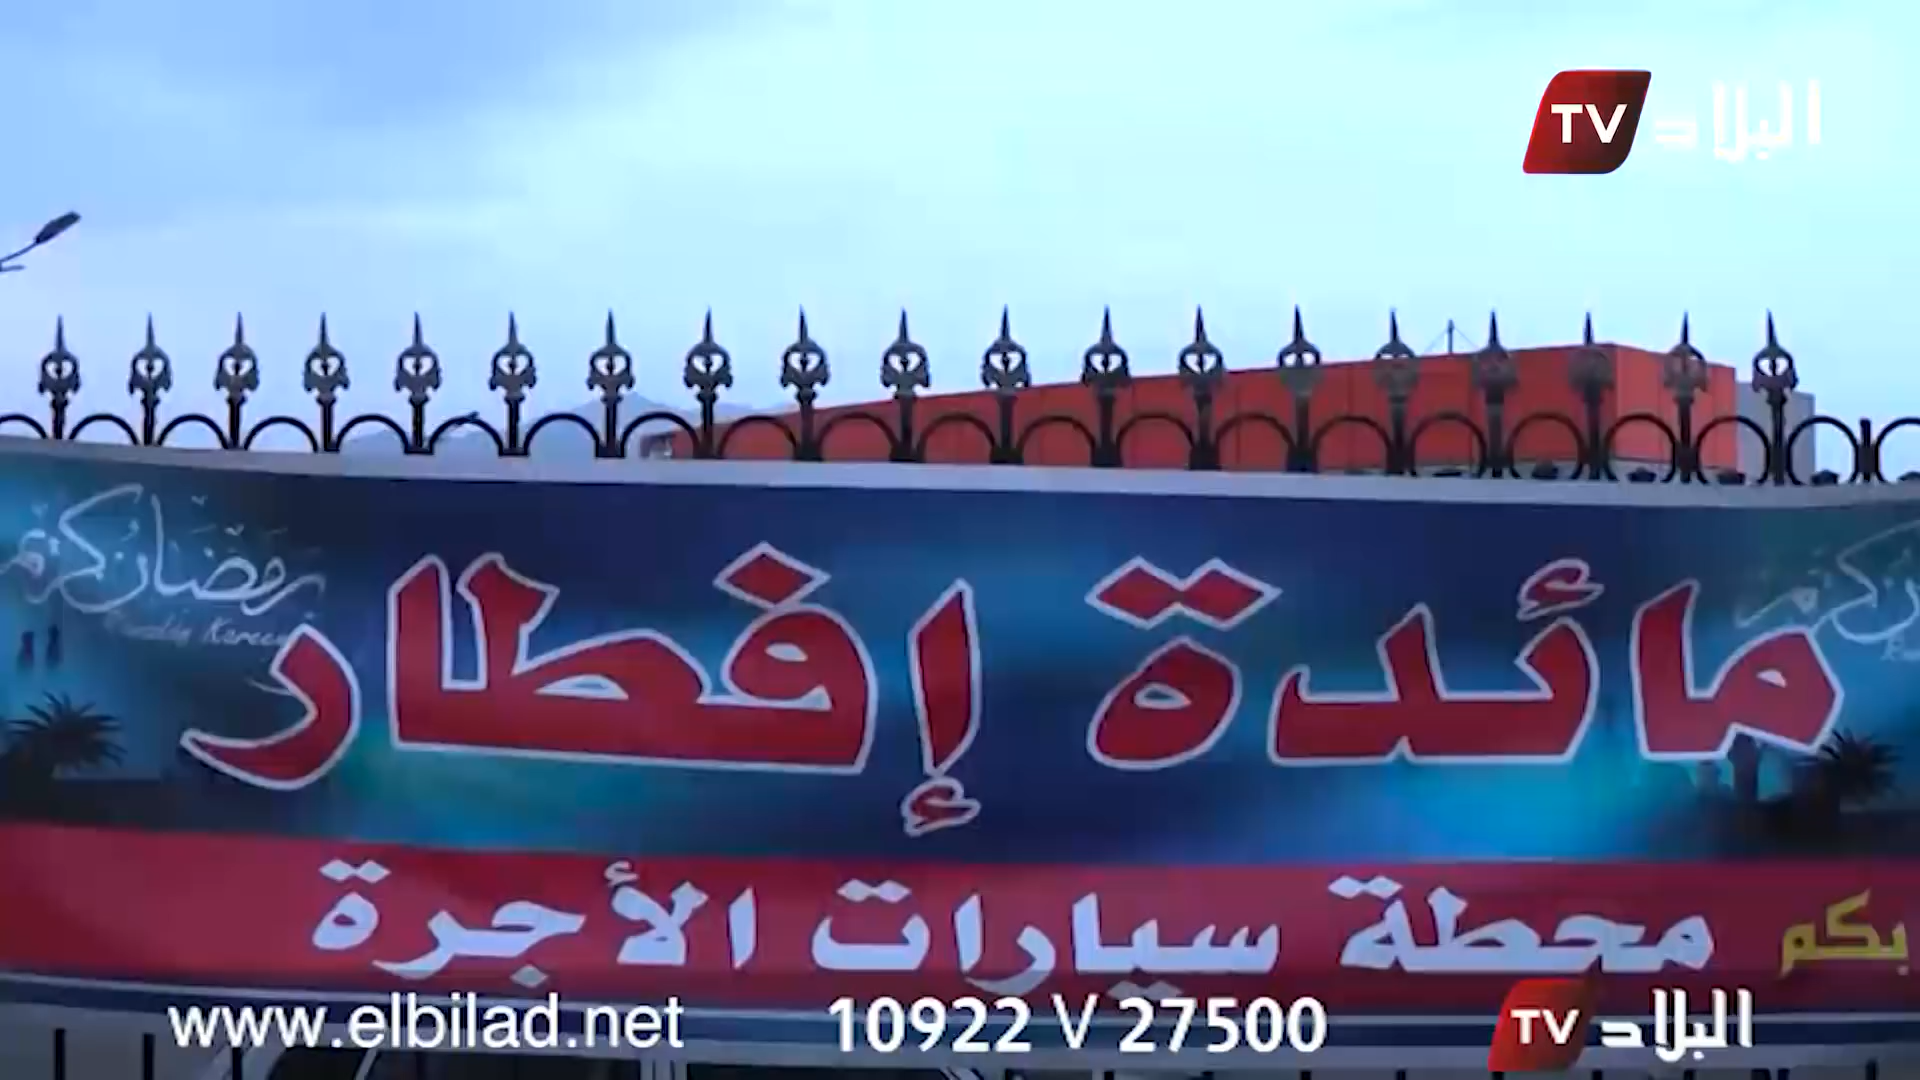 TV البلاد
رمضان كريم
مائدة إفطار
بكم
محطة سيارات الأجرة
www.elbilad.net
10922 V 27500
TV البلاد